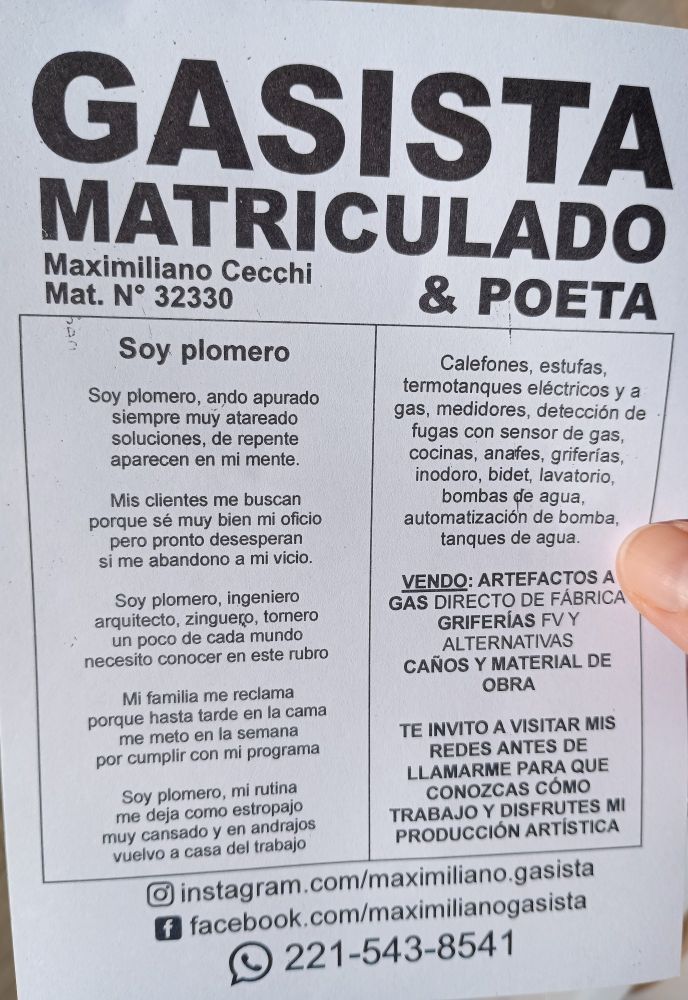 GASISTA
MATRICULADO
Maximiliano Cecchi
Mat. N° 32330
& POETA
Soy plomero
Soy plomero, ando apurado
siempre muy atareado
soluciones, de repente
aparecen en mi mente.
Mis clientes me buscan
porque sé muy bien mi oficio
pero pronto desesperan
si me abandono a mi vicio.
Soy plomero, ingeniero
arquitecto, zinguero, tornero
un poco de cada mundo
necesito conocer en este rubro
Mi familia me reclama
porque hasta tarde en la cama
me meto en la semana
por cumplir con mi programa
Soy plomero, mi rutina
me deja como estropajo
muy cansado y en andrajos
vuelvo a casa del trabajo
Calefones, estufas,
termotanques eléctricos y a
gas, medidores, detección de
fugas con sensor de gas,
cocinas, anafes, griferías,
inodoro, bidet, lavatorio,
bombas de agua,
automatización de bomba,
tanques de agua.
VENDO: ARTEFACTOS A
GAS DIRECTO DE FÁBRICA
GRIFERÍAS FV Y
ALTERNATIVAS
CAÑOS Y MATERIAL DE
OBRA
TE INVITO A VISITAR MIS
REDES ANTES DE
LLAMARME PARA QUE
CONOZCAS CÓMO
TRABAJO Y DISFRUTES MI
PRODUCCIÓN ARTÍSTICA
instagram.com/maximiliano.gasista
facebook.com/maximilianogasista
221-543-8541